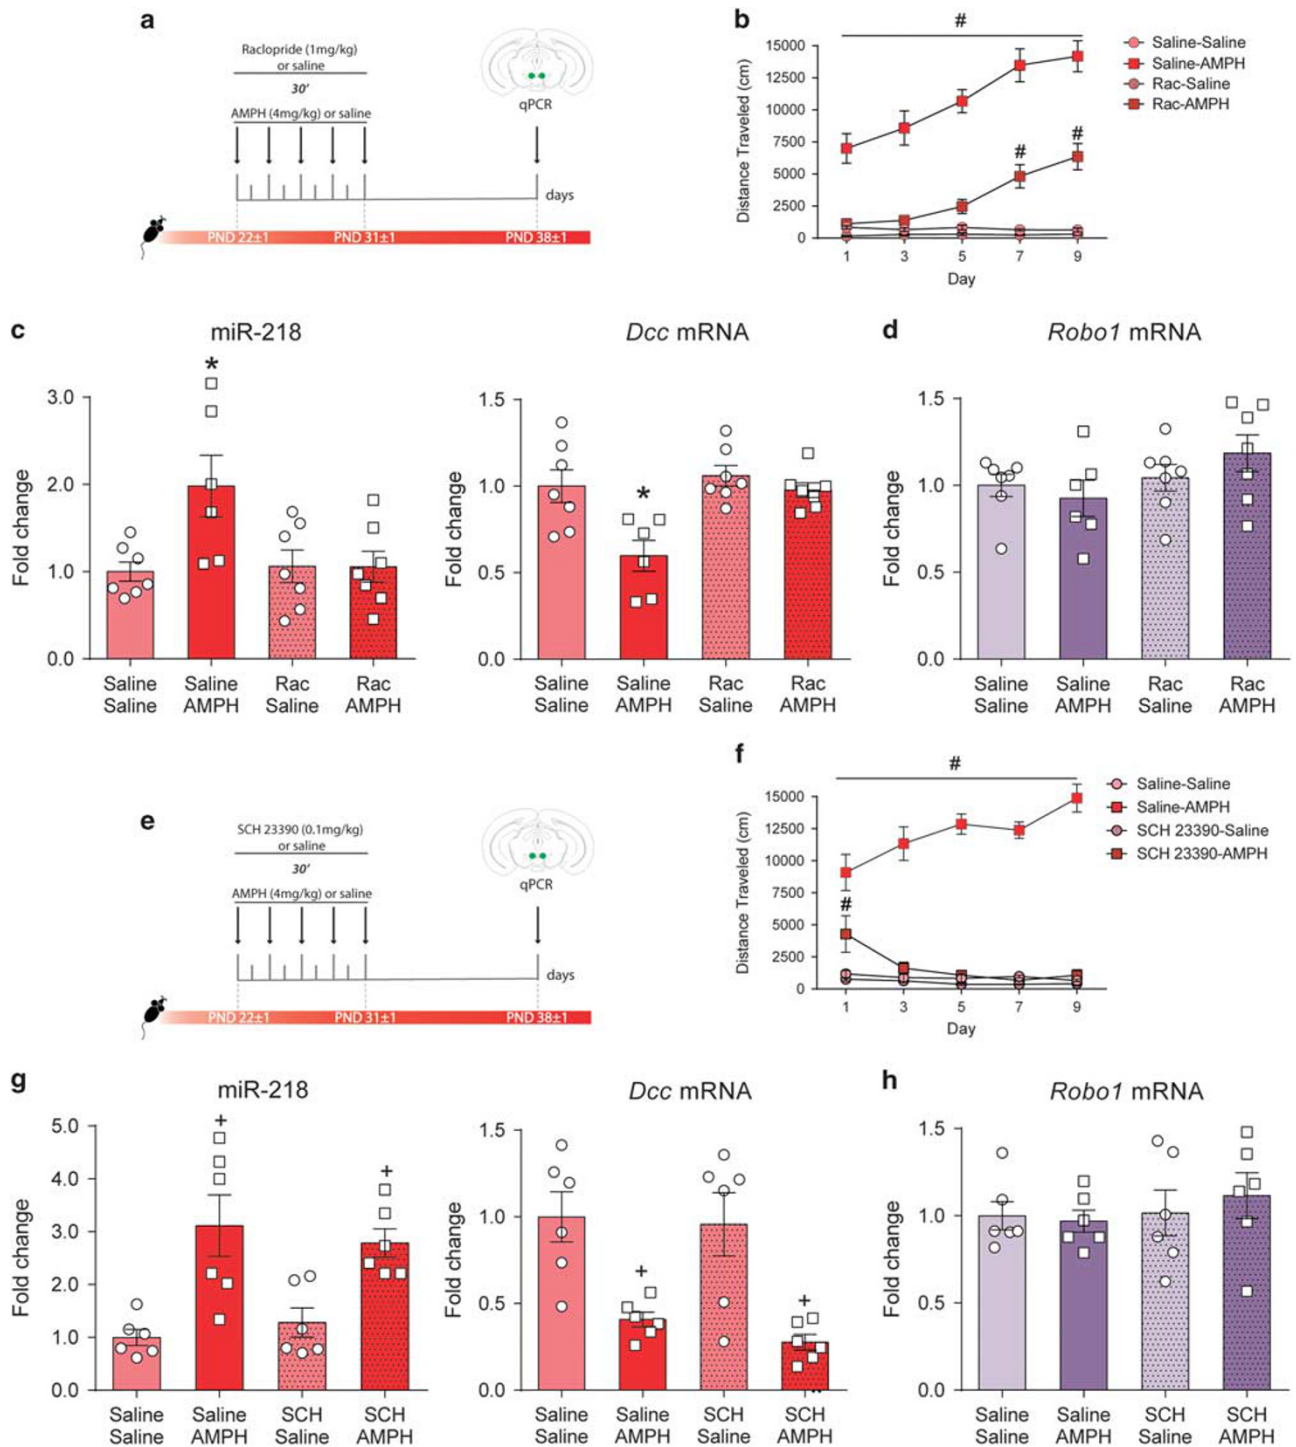 a
Raclopride (1mg/kg)
or saline
30'
AMPH (4mg/kg) or saline
qPCR
days
PND 22±1
PND 31±1
PND 38±1
b
#
15000
12500
10000
7500
5000
2500
0
Distance Traveled (cm)
#
#
1
3
5
7
9
Day
Saline-Saline
Saline-AMPH
Rac-Saline
Rac-AMPH
c
miR-218
*
3.0
2.0
1.0
0.0
Fold change
Saline Saline Rac Rac
Saline AMPH Saline AMPH
Dcc mRNA
1.5
1.0
0.5
0.0
Fold change
*
Saline Saline Rac Rac
Saline AMPH Saline AMPH
d
Robo1 mRNA
1.5
1.0
0.5
0.0
Fold change
Saline Saline Rac Rac
Saline AMPH Saline AMPH
e
SCH 23390 (0.1mg/kg)
or saline
30'
AMPH (4mg/kg) or saline
qPCR
days
PND 22±1
PND 31±1
PND 38±1
f
#
15000
12500
10000
7500
5000
2500
0
Distance Traveled (cm)
#
1
3
5
7
9
Day
Saline-Saline
Saline-AMPH
SCH 23390-Saline
SCH 23390-AMPH
g
miR-218
+
+
5.0
4.0
3.0
2.0
1.0
0.0
Fold change
Saline Saline SCH SCH
Saline AMPH Saline AMPH
Dcc mRNA
1.5
1.0
0.5
0.0
Fold change
+
+
Saline Saline SCH SCH
Saline AMPH Saline AMPH
h
Robo1 mRNA
1.5
1.0
0.5
0.0
Fold change
Saline Saline SCH SCH
Saline AMPH Saline AMPH